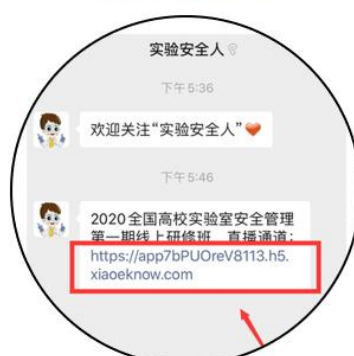 实验安全人
下午 5:36
欢迎关注“实验安全人”❤
下午 5:46
2020全国高校实验室安全管理
第一期线上研修班 直播通道:
https://app7bPUOreV8113.h5.
xiaoeknow.com